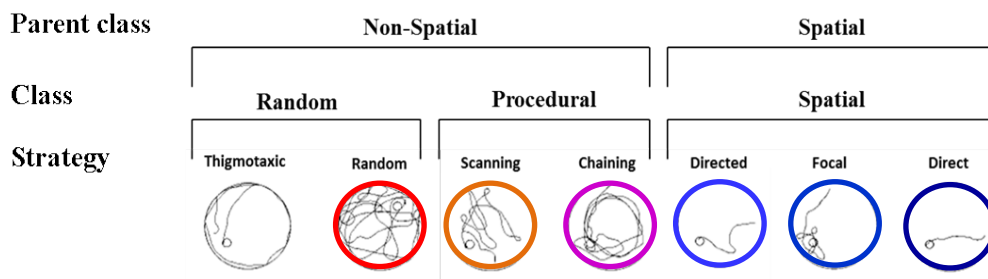 Parent class Non-Spatial Spatial
Class Random Procedural Spatial
Strategy Thigmotaxic Random Scanning Chaining Directed Focal Direct